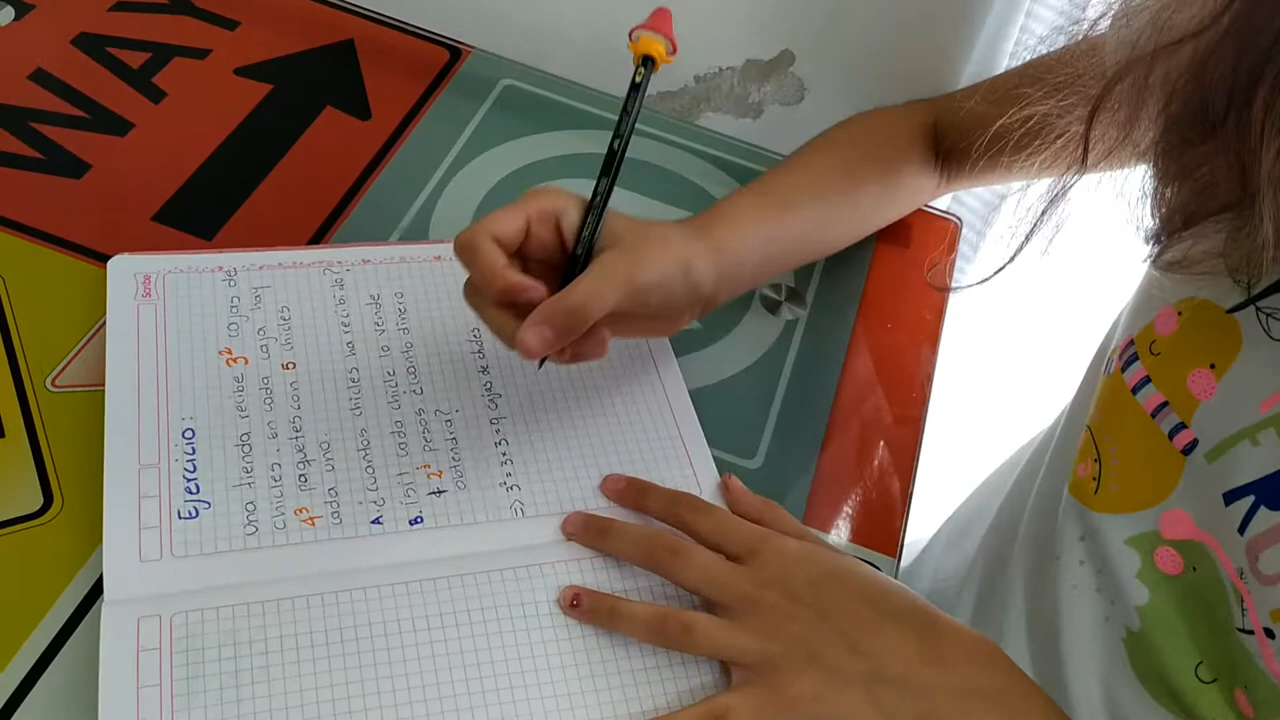 WAY
Scribe
Ejercicio:
Una tienda recibe 3² cajas de
chicles. En cada caja hay
4³ paquetes con 5 chicles
cada uno.
A. ¿cuantos chicles ha recibido?
B. ¿si cada chicle lo vende
$ pesos ¿cuanto dinero
obtendra?
=> 3² = 3 x 3 = 9 cajas de chicles